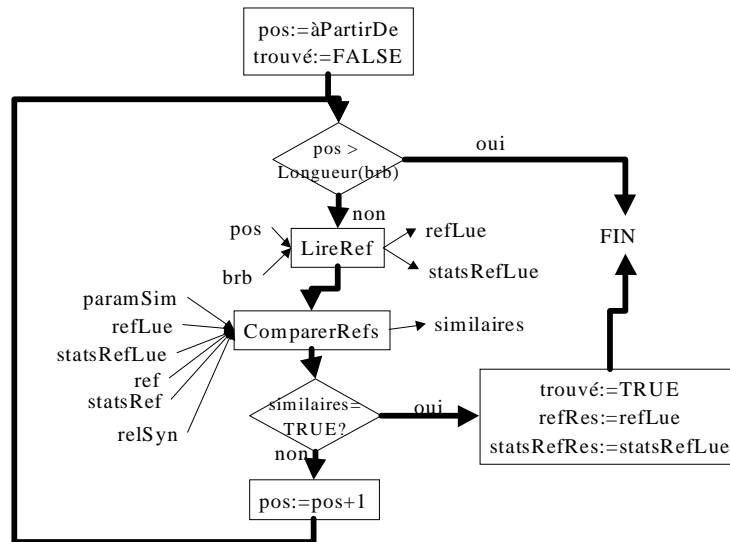 pos:=àPartirDe
trouvé:=FALSE
pos >
Longueur(brb)
oui
non
pos
brb
LireRef
refLue
statsRefLue
FIN
paramSim
refLue
statsRefLue
ref
statsRef
relSyn
ComparerRefs
similaires
similaires=
TRUE?
oui
non
trouvé:=TRUE
refRes:=refLue
statsRefRes:=statsRefLue
pos:=pos+1